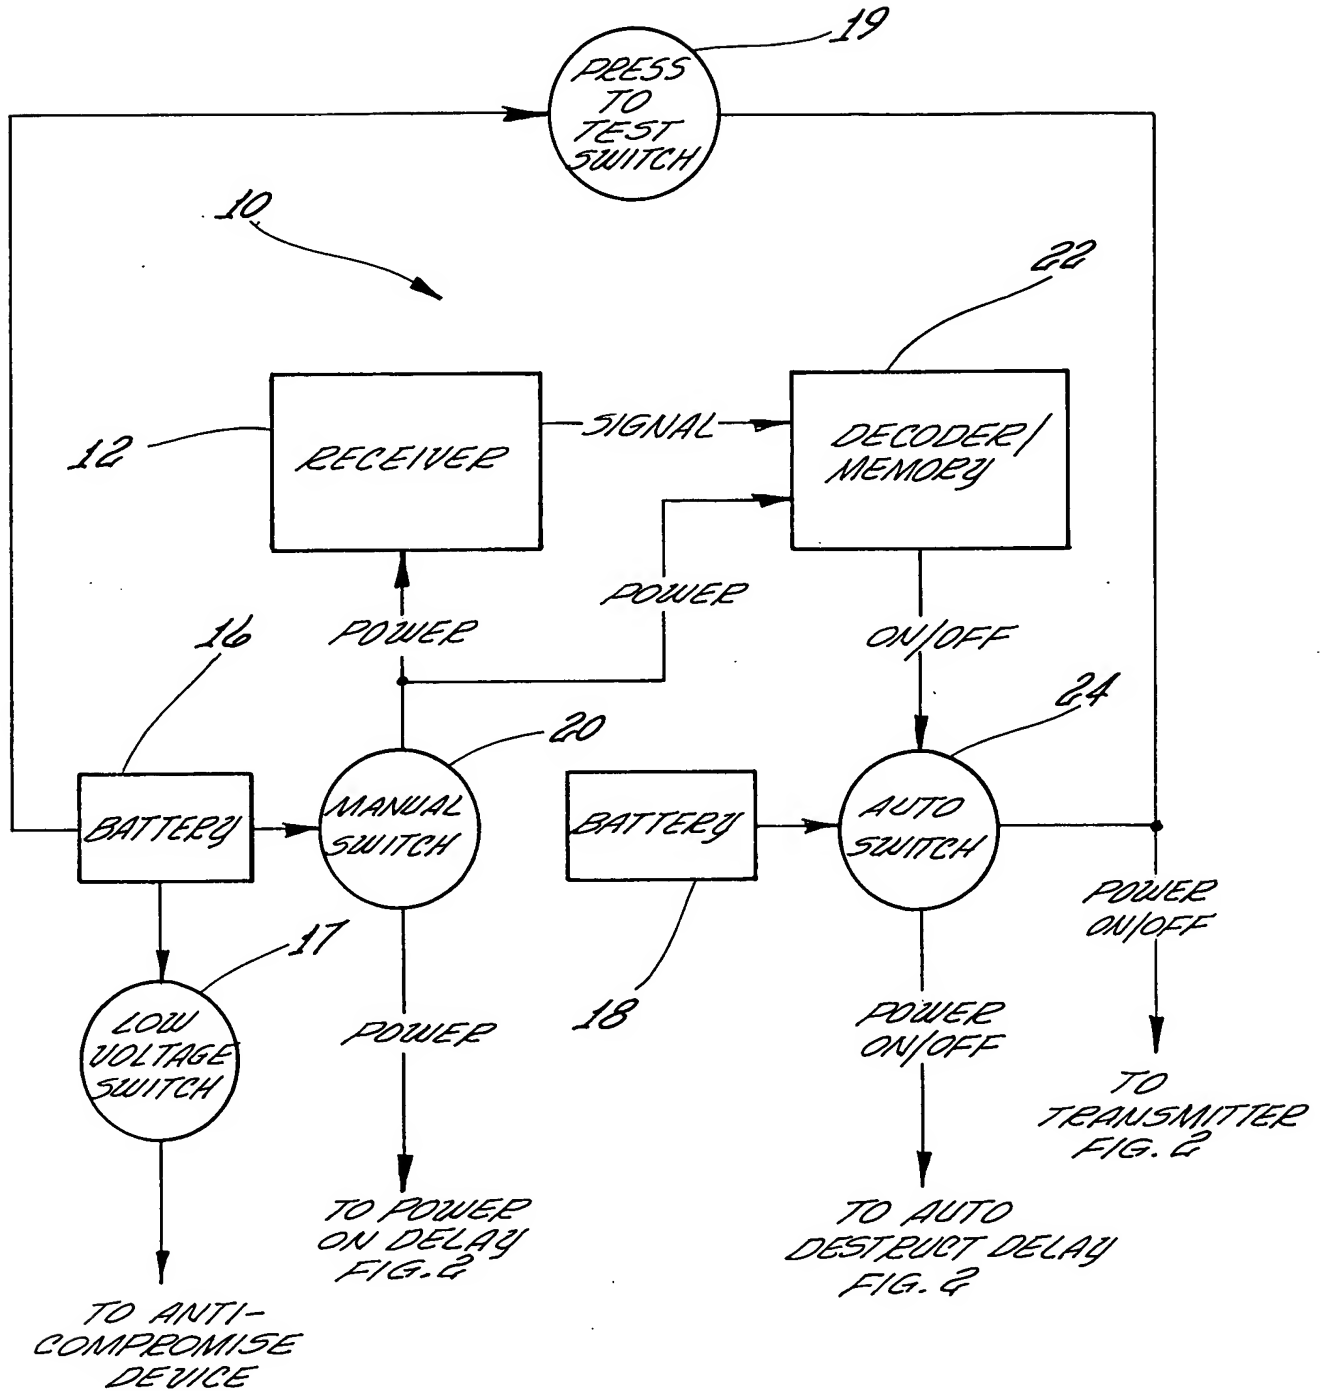 19
PRESS
TO
TEST
SWITCH
10
22
12
RECEIVER
SIGNAL
DECODER/
MEMORY
POWER
POWER
ON/OFF
16
20
24
BATTERY
MANUAL
SWITCH
BATTERY
AUTO
SWITCH
POWER
ON/OFF
17
18
LOW
VOLTAGE
SWITCH
POWER
POWER
ON/OFF
TO
TRANSMITTER
FIG. 2
TO POWER
ON DELAY
FIG. 2
TO AUTO
DESTRUCT DELAY
FIG. 2
TO ANTI-
COMPROMISE
DEVICE